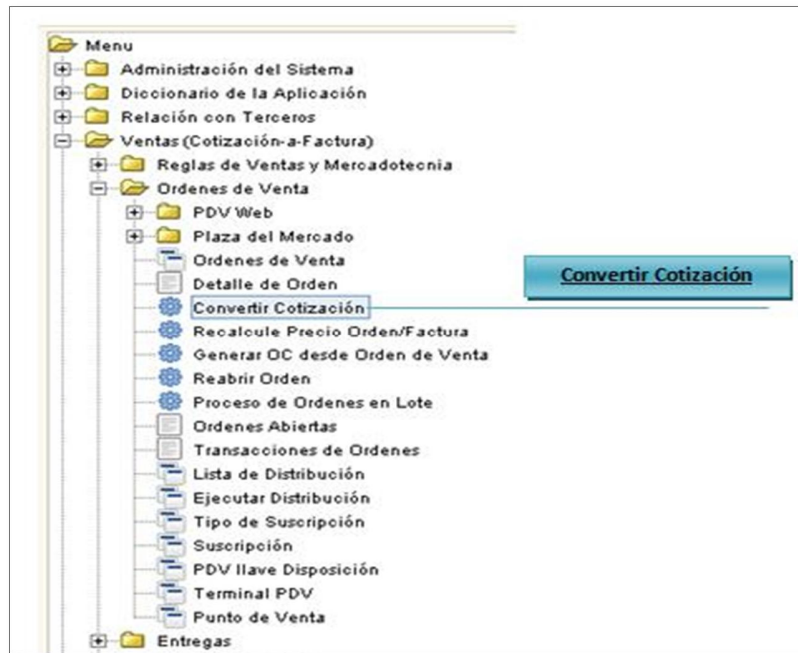 Menu
Administración del Sistema
Diccionario de la Aplicación
Relación con Terceros
Ventas (Cotización-a-Factura)
Reglas de Ventas y Mercadotecnia
Ordenes de Venta
PDV Web
Plaza del Mercado
Ordenes de Venta
Detalle de Orden
Convertir Cotización
Convertir Cotización
Recalcule Precio Orden/Factura
Generar OC desde Orden de Venta
Reabrir Orden
Proceso de Ordenes en Lote
Ordenes Abiertas
Transacciones de Ordenes
Lista de Distribución
Ejecutar Distribución
Tipo de Suscripción
Suscripción
PDV llave Disposición
Terminal PDV
Punto de Venta
Entregas